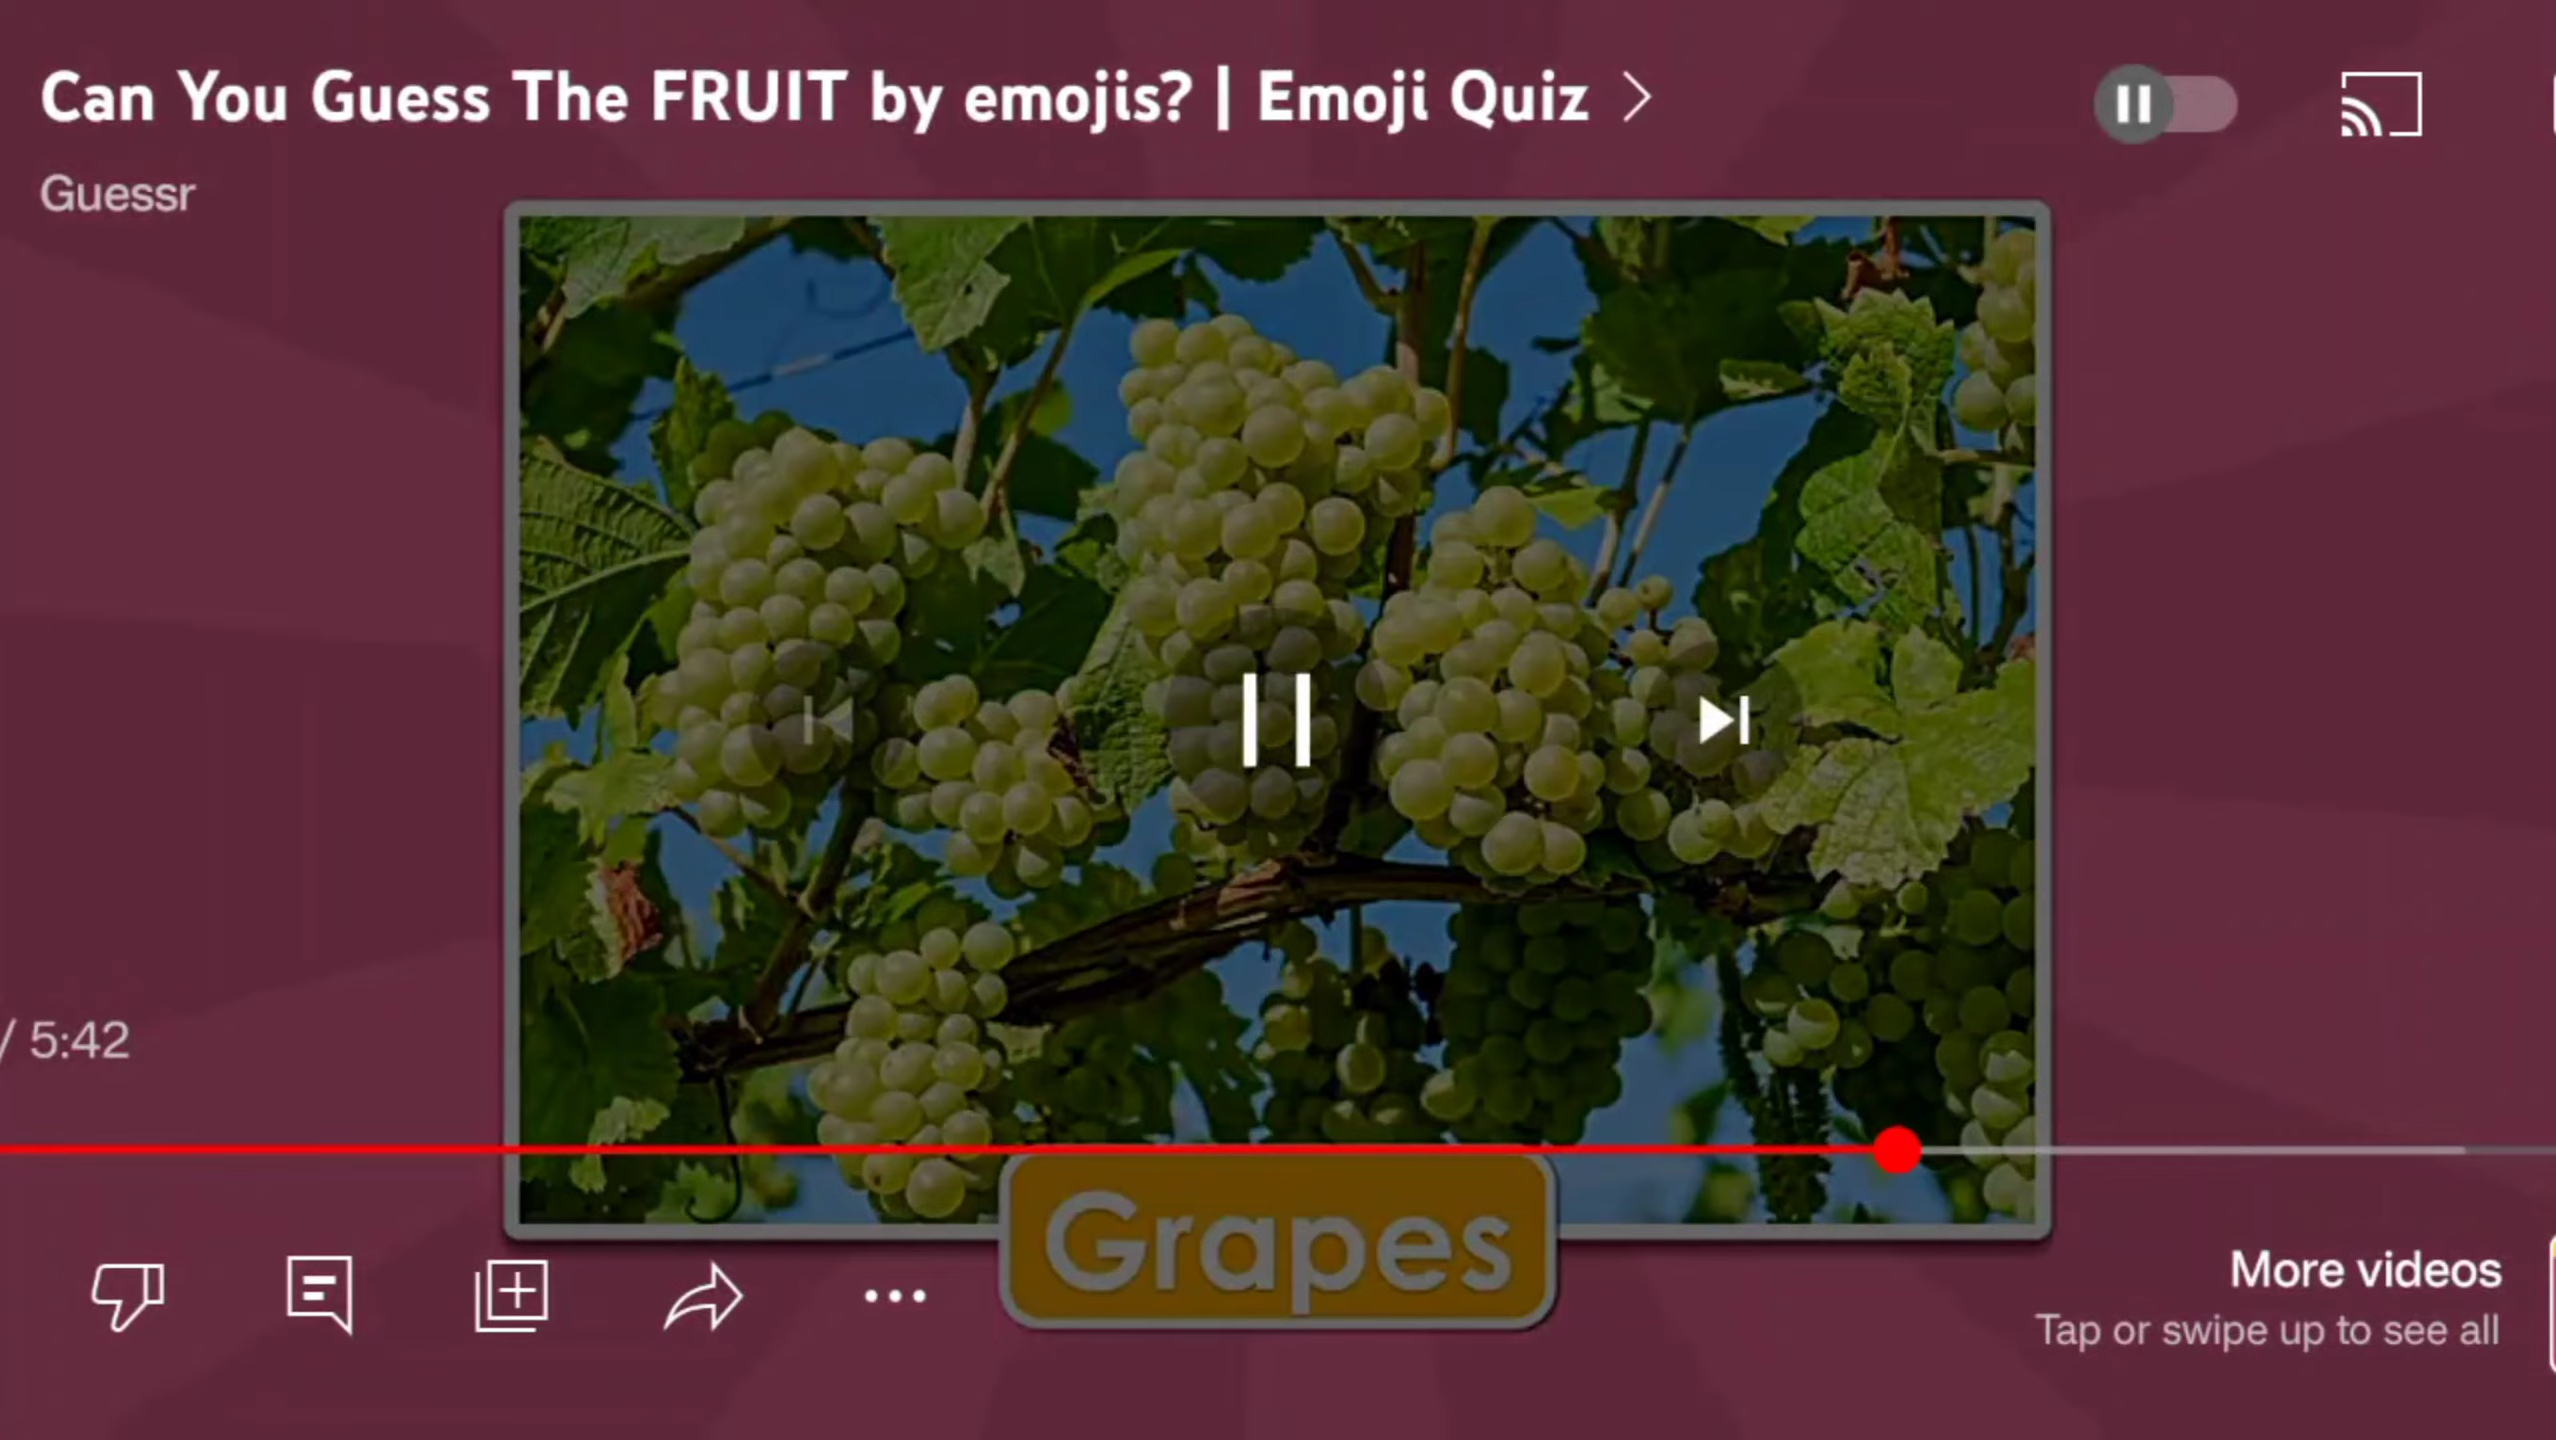 Can You Guess The FRUIT by emojis? | Emoji Quiz
Guessr
/ 5:42
Grapes
More videos
Tap or swipe up to see all